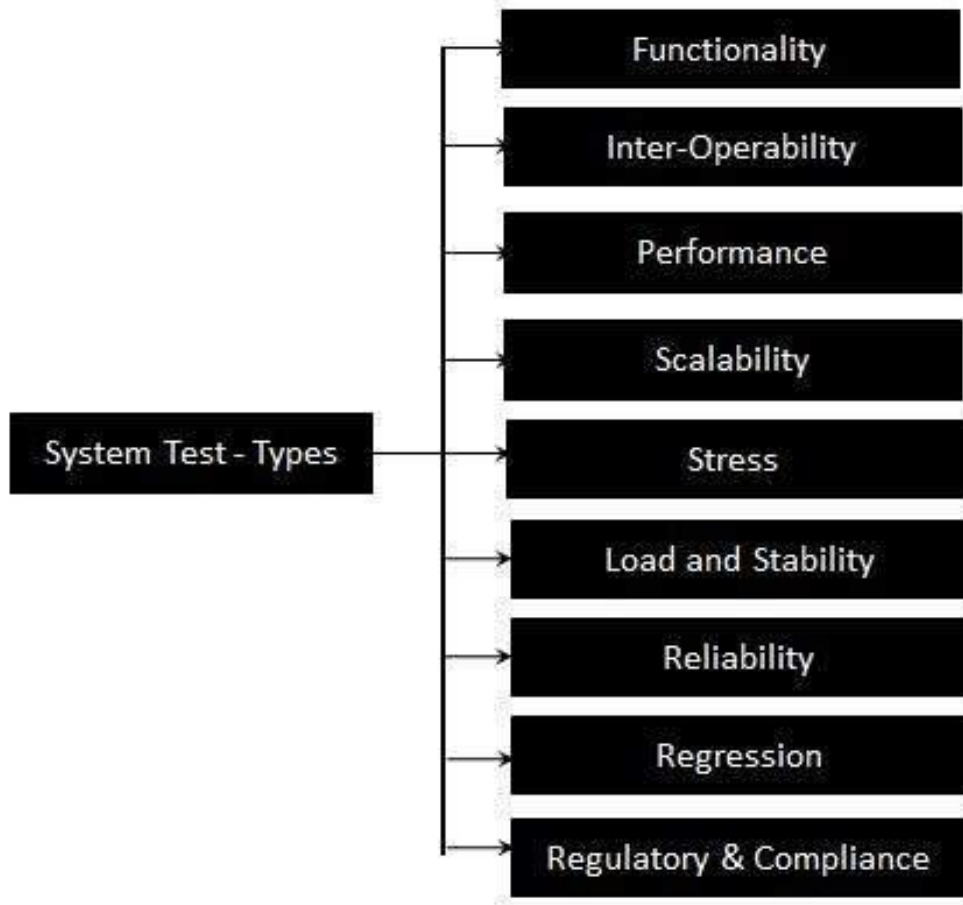 Functionality
Inter-Operability
Performance
Scalability
System Test - Types
Stress
Load and Stability
Reliability
Regression
Regulatory & Compliance